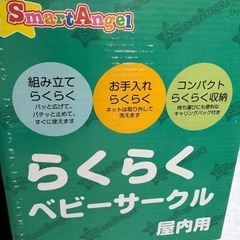 SmartAngel
組み立て
らくらく
パッと広げて、
パチッと止めて、
すぐに使えます
お手入れ
らくらく
ネットは取り外して
洗えます
コンパクト
らくらく収納
持ち運びにも便利な
キャリングバッグ付き
らくらく
ベビーサークル
屋内用